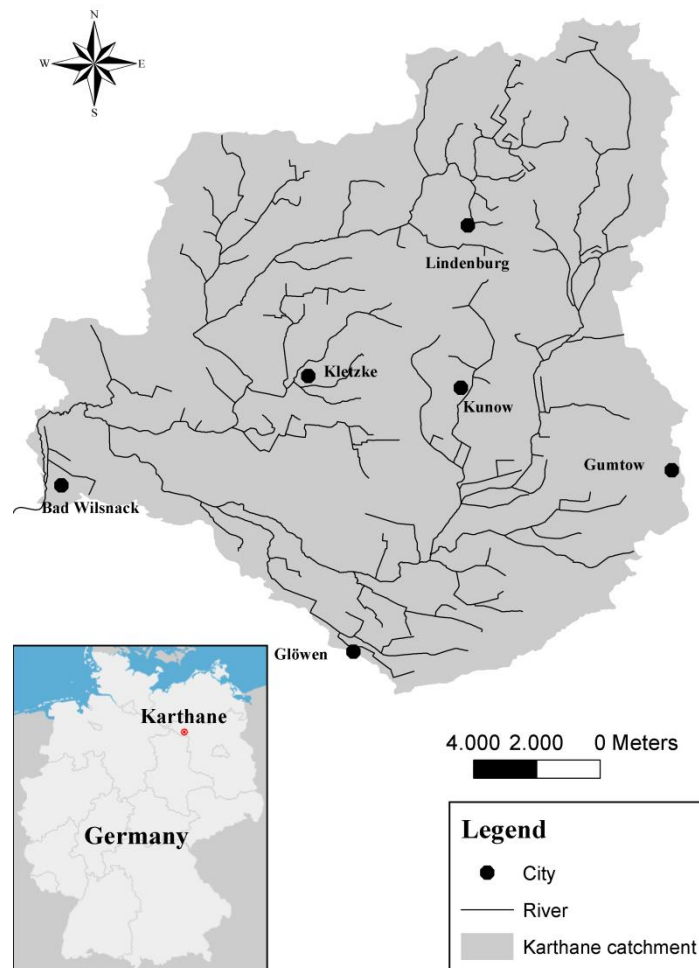 N
W E
S
Lindenburg
Kletzke
Kunow
Gumtow
Bad Wilsnack
Glöwen
Karthane
Germany
4.000 2.000 0 Meters
Legend
City
River
Karthane catchment